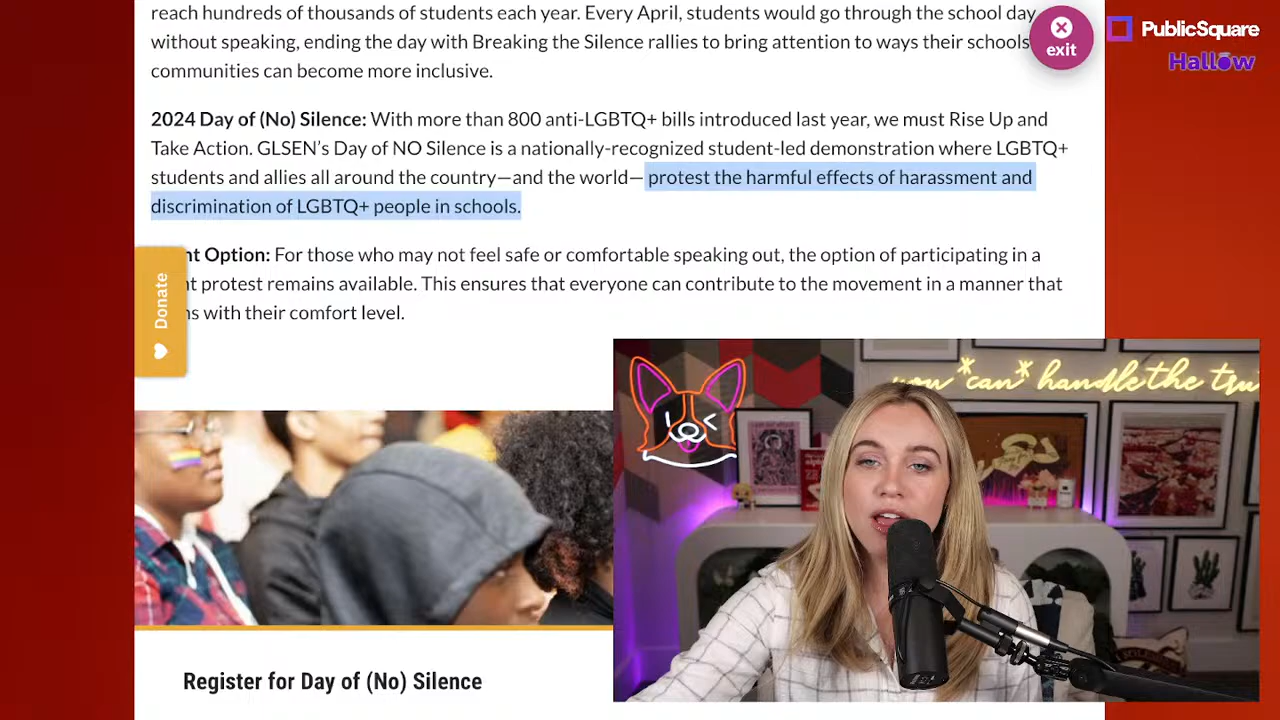 reach hundreds of thousands of students each year. Every April, students would go through the school day
without speaking, ending the day with Breaking the Silence rallies to bring attention to ways their schools
communities can become more inclusive.
exit
PublicSquare
Hallow
2024 Day of (No) Silence: With more than 800 anti-LGBTQ+ bills introduced last year, we must Rise Up and
Take Action. GLSEN's Day of NO Silence is a nationally-recognized student-led demonstration where LGBTQ+
students and allies all around the country—and the world— protest the harmful effects of harassment and
discrimination of LGBTQ+ people in schools.
nt Option: For those who may not feel safe or comfortable speaking out, the option of participating in a
nt protest remains available. This ensures that everyone can contribute to the movement in a manner that
ns with their comfort level.
Donate
you *can* handle the tru
Register for Day of (No) Silence